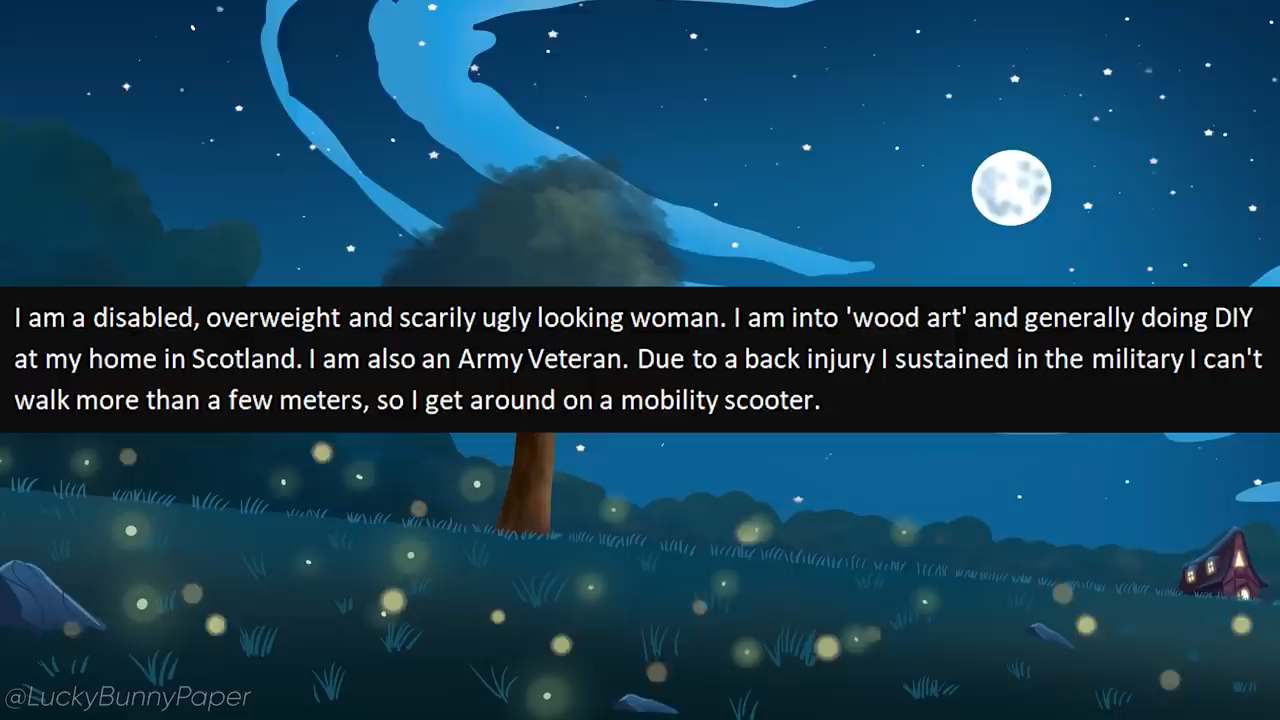 I am a disabled, overweight and scarily ugly looking woman. I am into 'wood art' and generally doing DIY
at my home in Scotland. I am also an Army Veteran. Due to a back injury I sustained in the military I can't
walk more than a few meters, so I get around on a mobility scooter.
@LuckyBunnyPaper